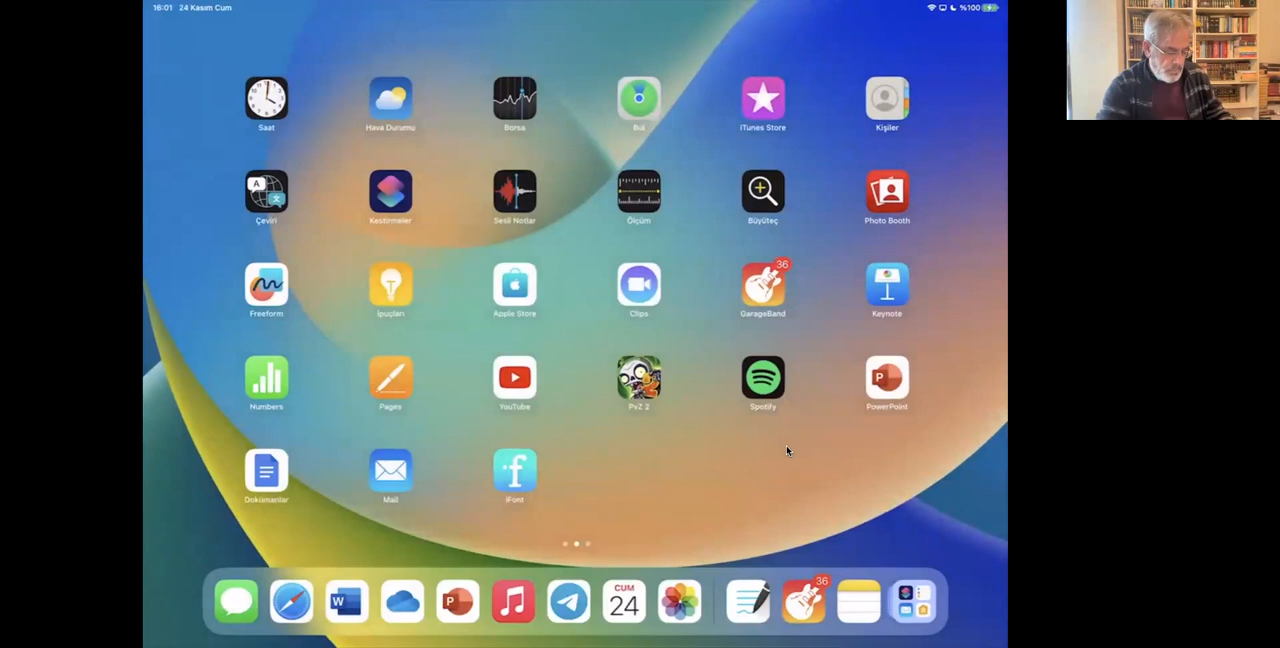 16:01 24 Kasım Cum
%100
Saat
Hava Durumu
Borsa
Bul
iTunes Store
Kişiler
A
文
Çeviri
Kestirmeler
Sesli Notlar
Ölçüm
Büyüteç
Photo Booth
36
Freeform
İpuçları
Apple Store
Clips
GarageBand
Keynote
P
Numbers
Pages
YouTube
PvZ 2
Spotify
PowerPoint
f
Dokümanlar
Mail
iFont
W
P
CUM
24
36